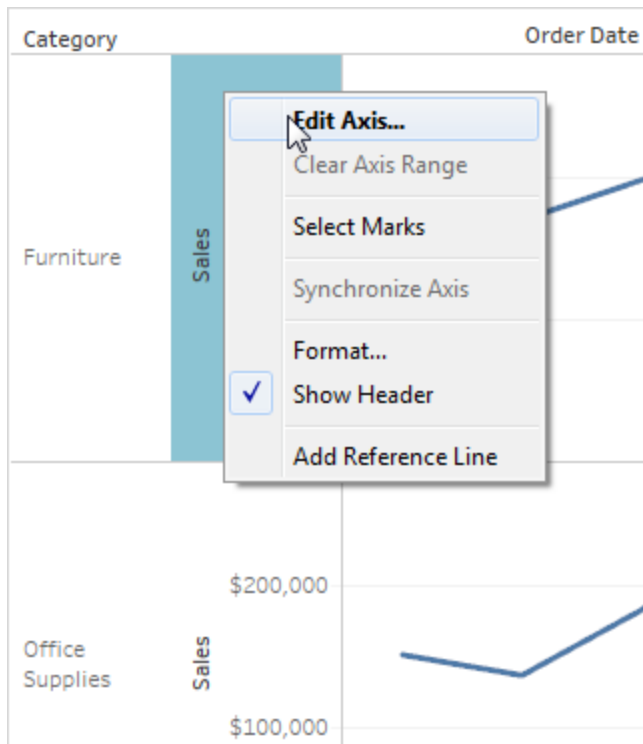 Category
Order Date
Edit Axis...
Clear Axis Range
Select Marks
Furniture
Sales
Synchronize Axis
Format...
Show Header
Add Reference Line
$200,000
Office
Supplies
Sales
$100,000